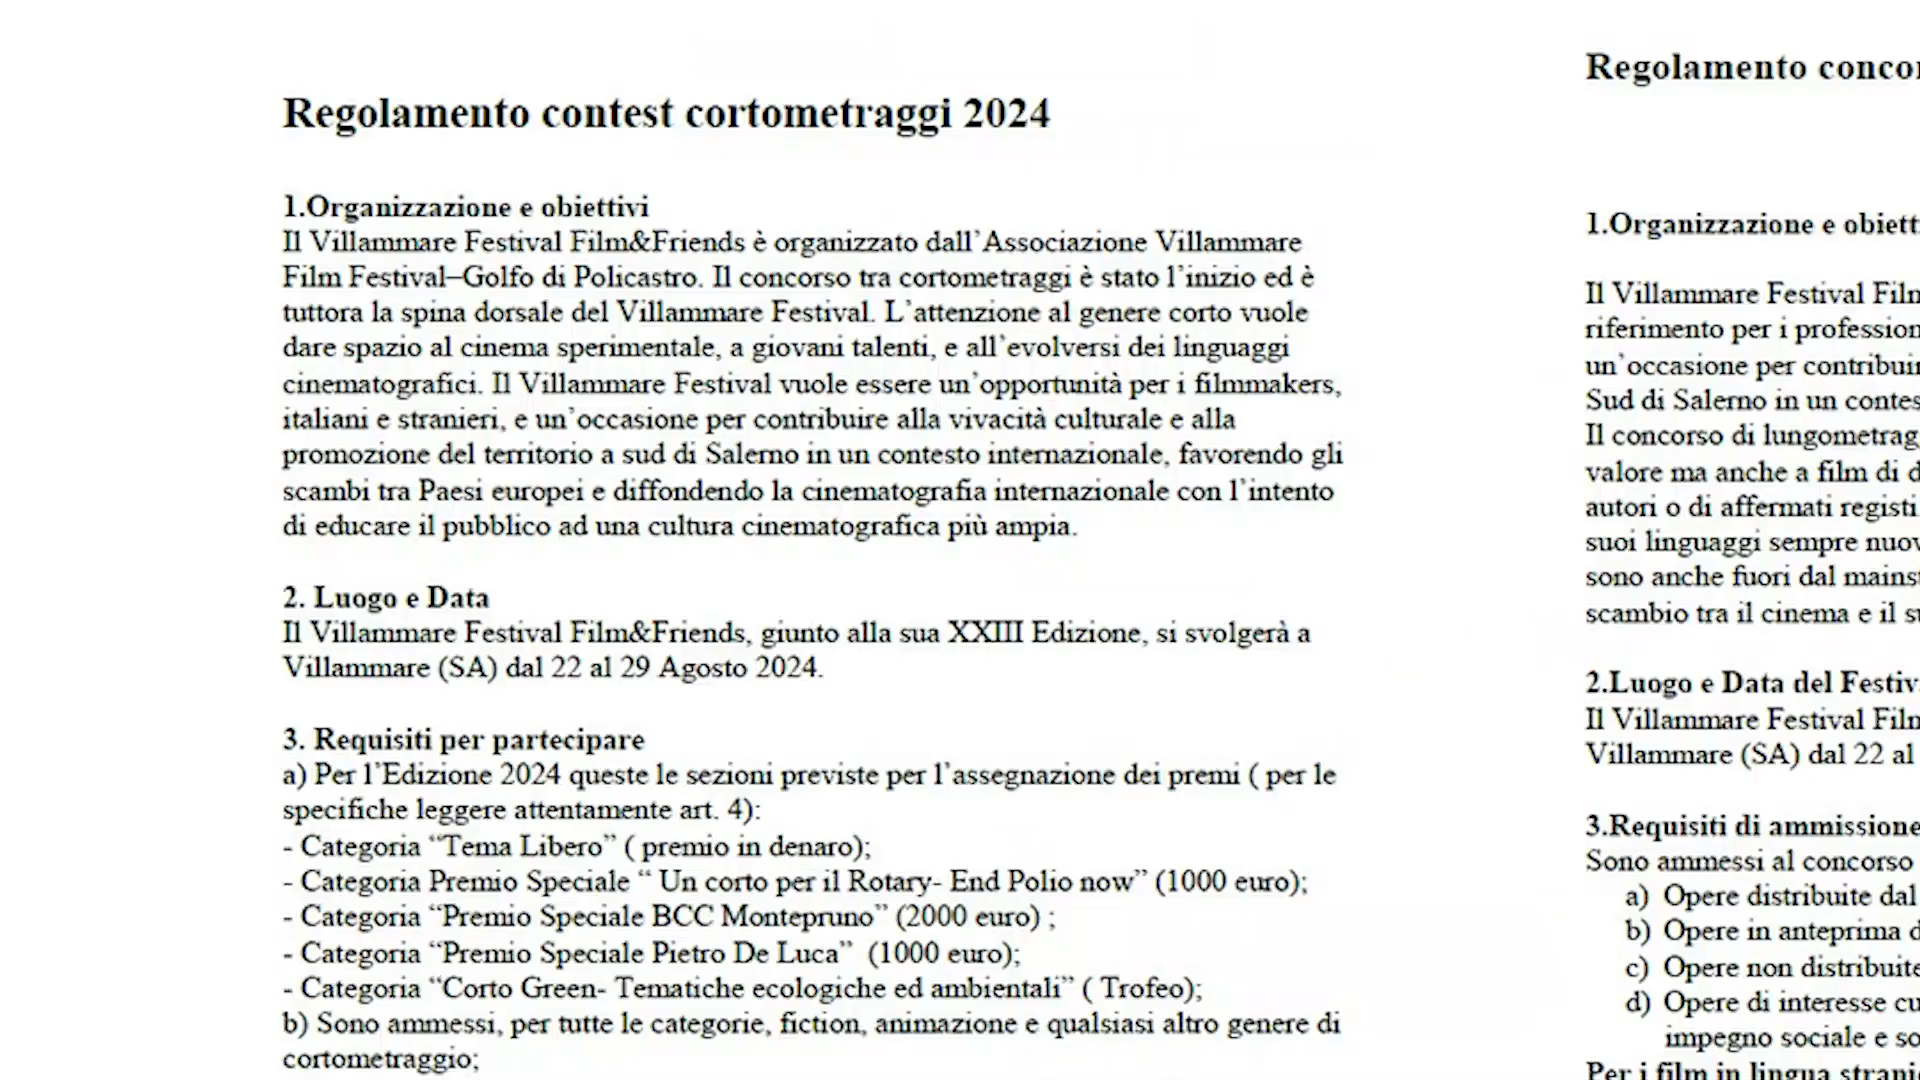 Regolamento contest cortometraggi 2024
1.Organizzazione e obiettivi
Il Villammare Festival Film&Friends è organizzato dall’Associazione Villammare
Film Festival–Golfo di Policastro. Il concorso tra cortometraggi è stato l’inizio ed è
tuttora la spina dorsale del Villammare Festival. L’attenzione al genere corto vuole
dare spazio al cinema sperimentale, a giovani talenti, e all’evolversi dei linguaggi
cinematografici. Il Villammare Festival vuole essere un’opportunità per i filmmakers,
italiani e stranieri, e un’occasione per contribuire alla vivacità culturale e alla
promozione del territorio a sud di Salerno in un contesto internazionale, favorendo gli
scambi tra Paesi europei e diffondendo la cinematografia internazionale con l’intento
di educare il pubblico ad una cultura cinematografica più ampia.
2. Luogo e Data
Il Villammare Festival Film&Friends, giunto alla sua XXIII Edizione, si svolgerà a
Villammare (SA) dal 22 al 29 Agosto 2024.
3. Requisiti per partecipare
a) Per l’Edizione 2024 queste le sezioni previste per l’assegnazione dei premi ( per le
specifiche leggere attentamente art. 4):
- Categoria “Tema Libero” ( premio in denaro);
- Categoria Premio Speciale “ Un corto per il Rotary- End Polio now” (1000 euro);
- Categoria “Premio Speciale BCC Montepruno” (2000 euro) ;
- Categoria “Premio Speciale Pietro De Luca”  (1000 euro);
- Categoria “Corto Green- Tematiche ecologiche ed ambientali” ( Trofeo);
b) Sono ammessi, per tutte le categorie, fiction, animazione e qualsiasi altro genere di
cortometraggio;
Regolamento
1.Organizzazione e
Il Villammare Festival
riferimento per i
un’occasione per
Sud di Salerno in un
Il concorso di
valore ma anche a film di
autori o di affermati registi
suoi linguaggi sempre
sono anche fuori dal
scambio tra il cinema e il
2.Luogo e Data del
Il Villammare Festival
Villammare (SA) dal 22 al
3.Requisiti di ammissione
Sono ammessi al concorso
a) Opere distribuite dal
b) Opere in anteprima
c) Opere non distribuite
d) Opere di interesse
impegno sociale e
Per i film in lingua